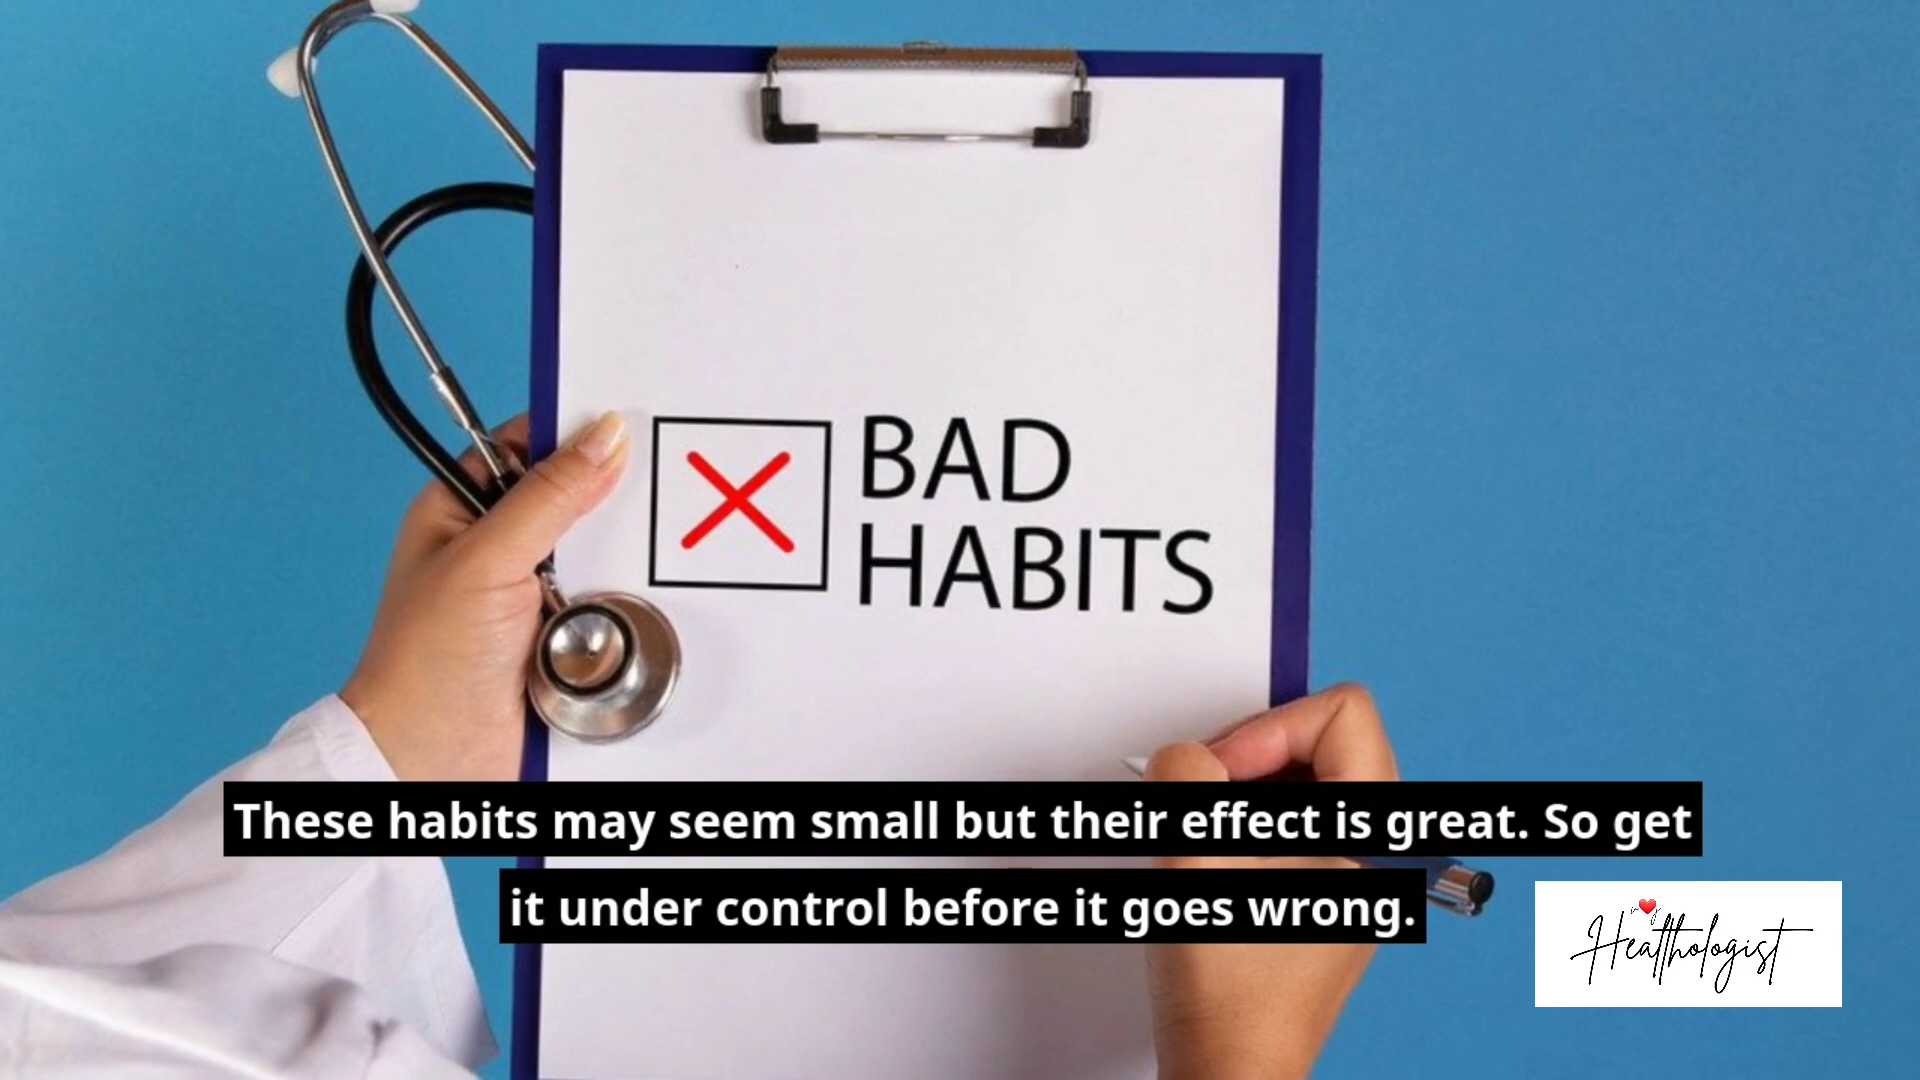 BAD
HABITS
These habits may seem small but their effect is great. So get
it under control before it goes wrong.
Healthologist